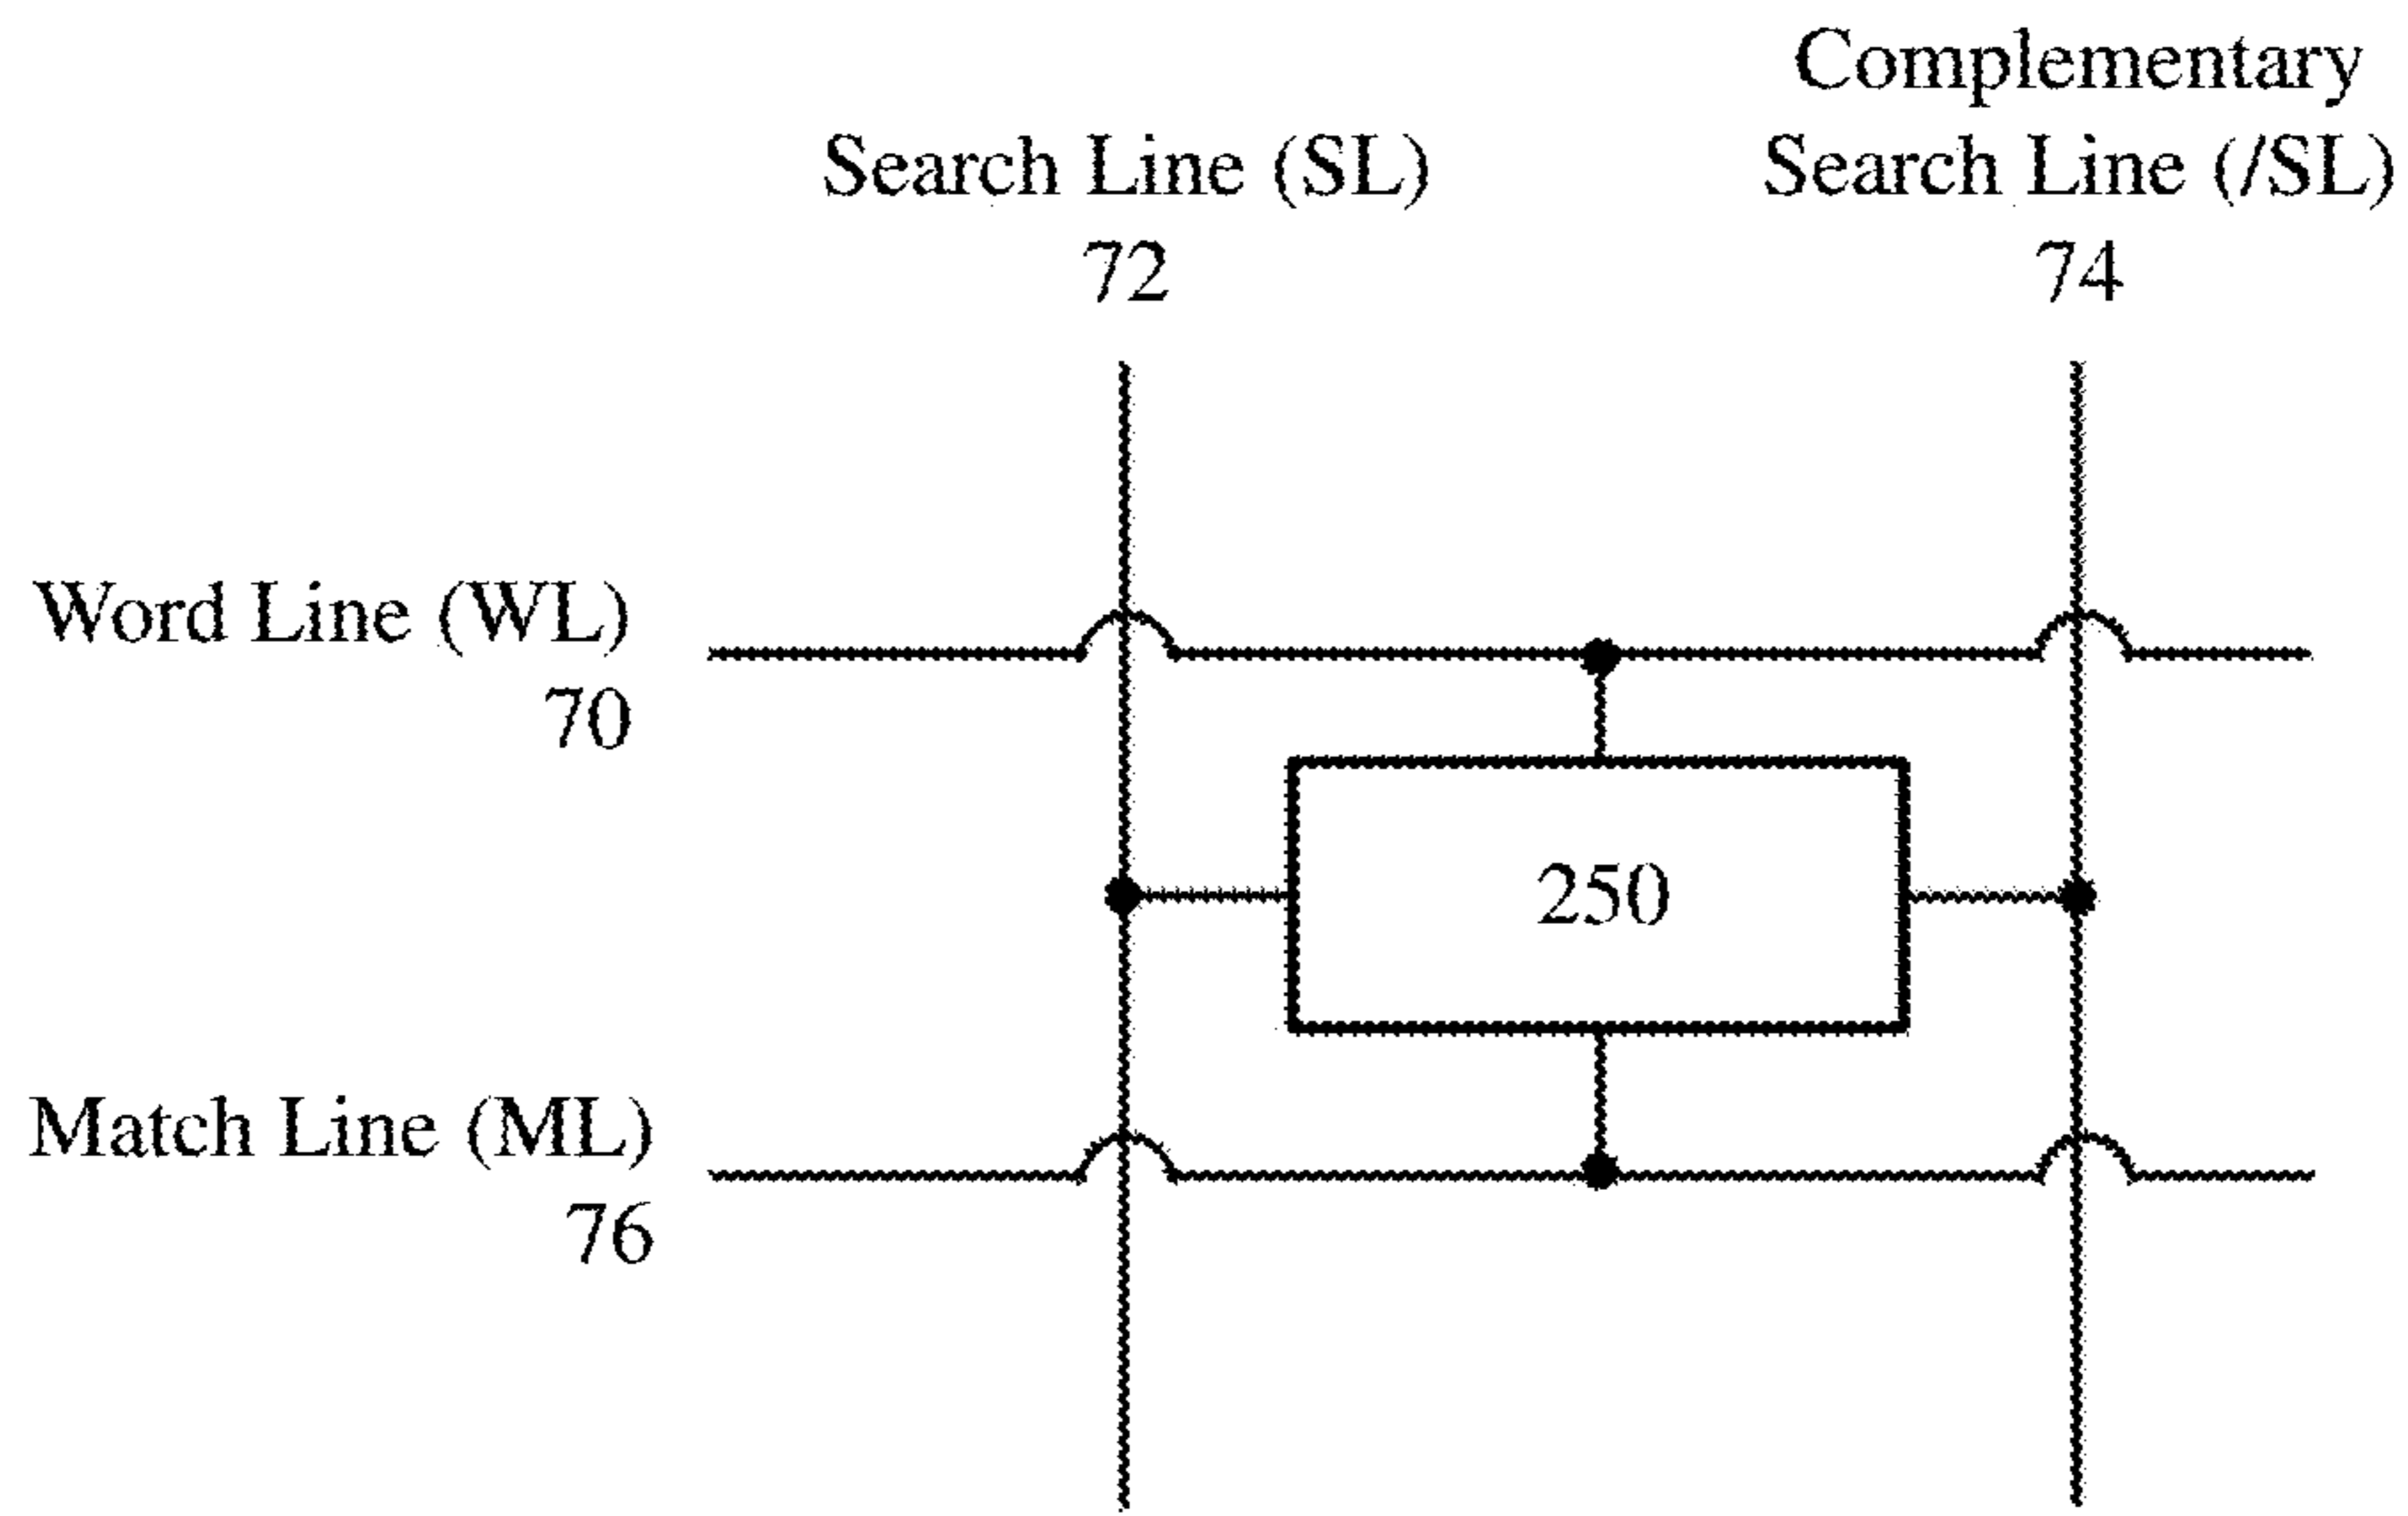 Complementary
Search Line (SL)
Search Line (/SL)
72
74
Word Line (WL)
70
250
Match Line (ML)
76